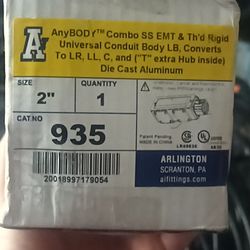 A
AnyBODY™ Combo SS EMT & Th'd Rigid
Universal Conduit Body LB, Converts
To LR, LL, C, and ("T" extra Hub inside)
Die Cast Aluminum
SIZE QUANTITY
2" 1
CAT NO
935
Patent Pending
MADE IN CHINA
20018997179054
ARLINGTON
SCRANTON, PA
aifittings.com